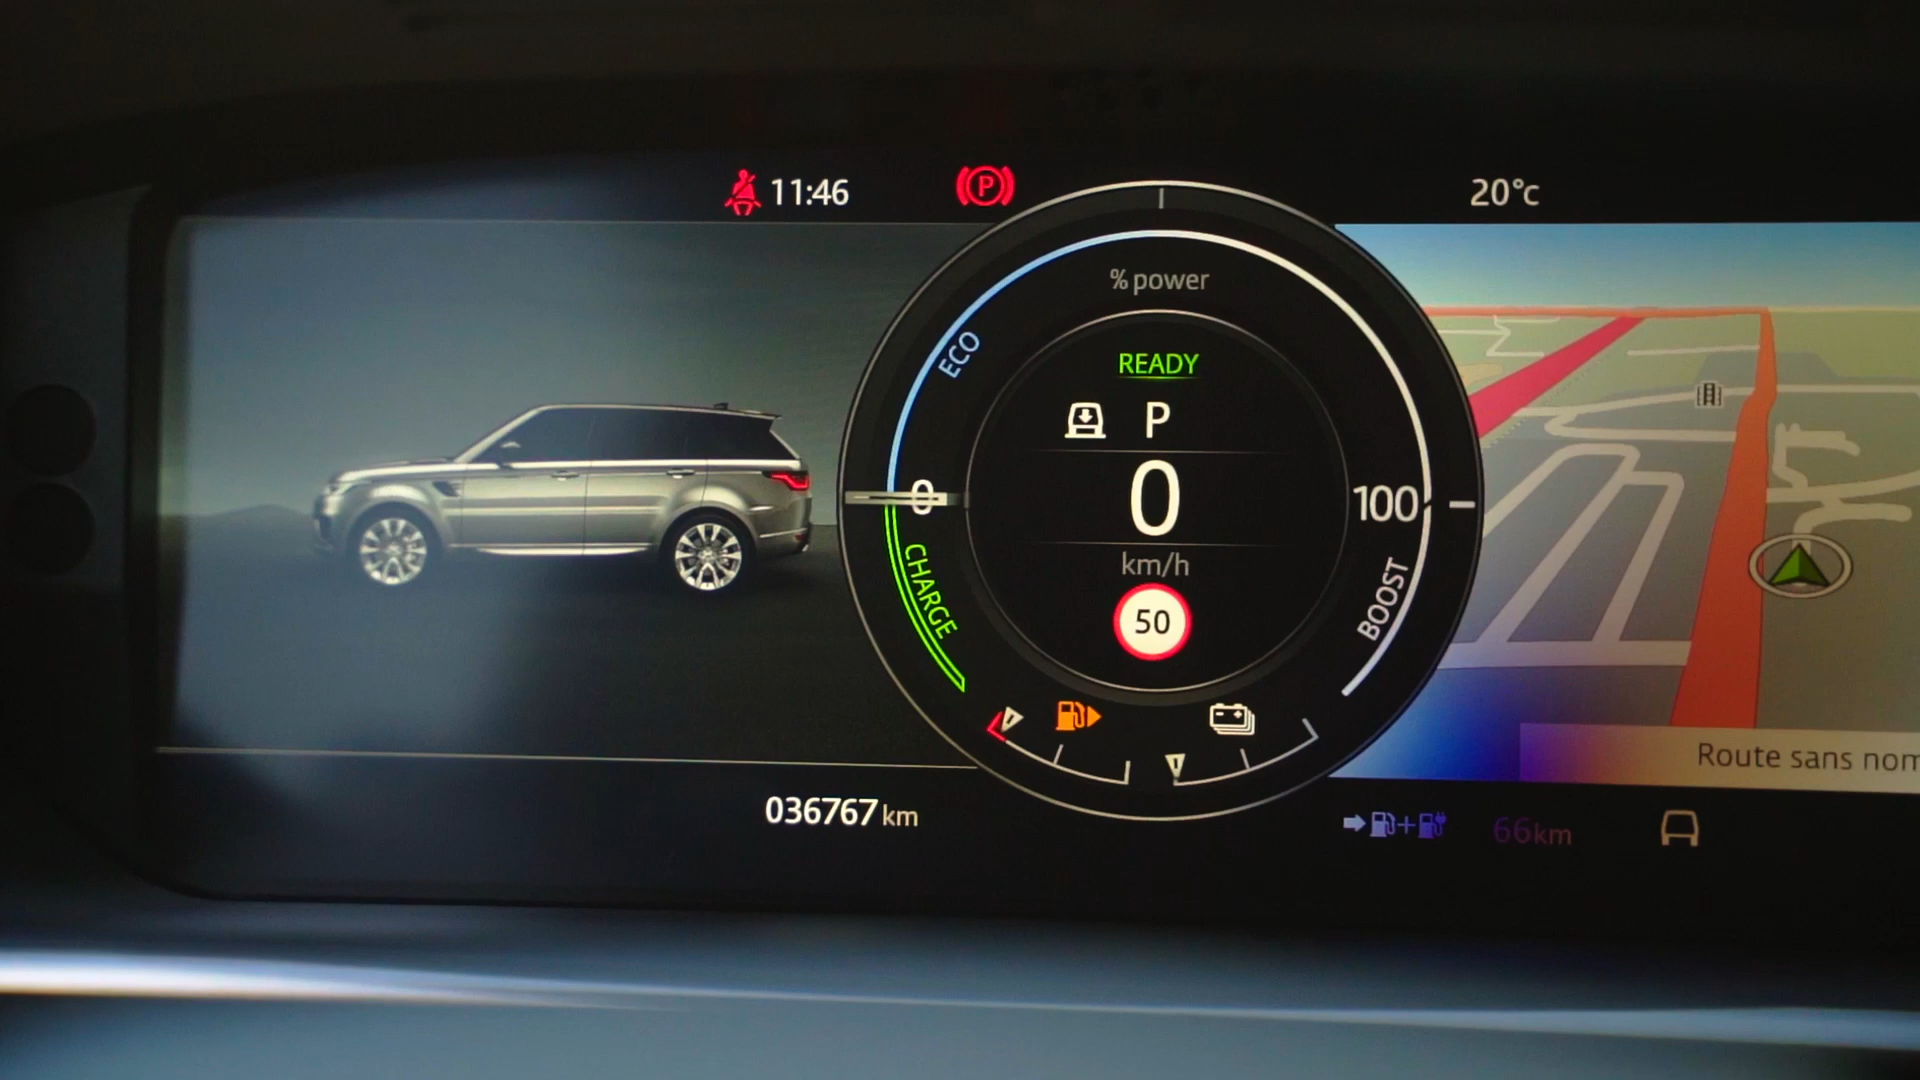 11:46
P
20°c
% power
ECO
READY
P
0
0
100
km/h
CHARGE
50
BOOST
Route sans nom
036767 km
66km